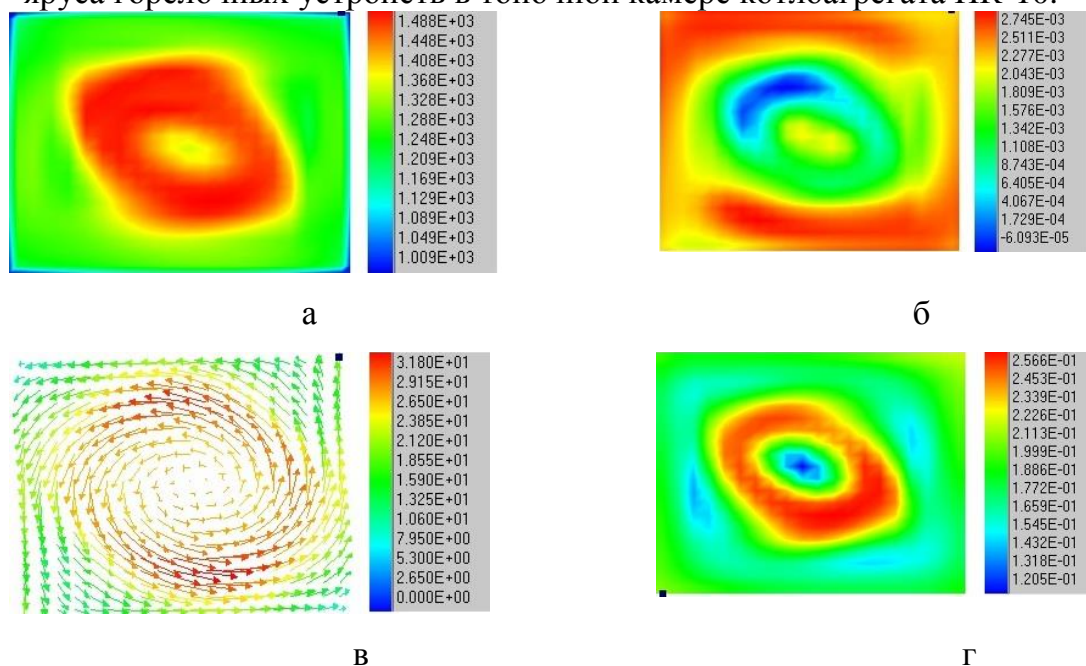 яруса горелочных устройств в топочной камере котлоагрегата ПК-10.
1.488E+03
1.448E+03
1.408E+03
1.368E+03
1.328E+03
1.288E+03
1.248E+03
1.209E+03
1.169E+03
1.129E+03
1.089E+03
1.049E+03
1.009E+03
2.745E-03
2.511E-03
2.277E-03
2.043E-03
1.809E-03
1.576E-03
1.342E-03
1.108E-03
8.743E-04
6.405E-04
4.067E-04
1.729E-04
-6.093E-05
а
б
3.180E+01
2.915E+01
2.650E+01
2.385E+01
2.120E+01
1.855E+01
1.590E+01
1.325E+01
1.060E+01
7.950E+00
5.300E+00
2.650E+00
0.000E+00
2.566E-01
2.453E-01
2.339E-01
2.226E-01
2.113E-01
1.999E-01
1.886E-01
1.772E-01
1.659E-01
1.545E-01
1.432E-01
1.318E-01
1.205E-01
в
г